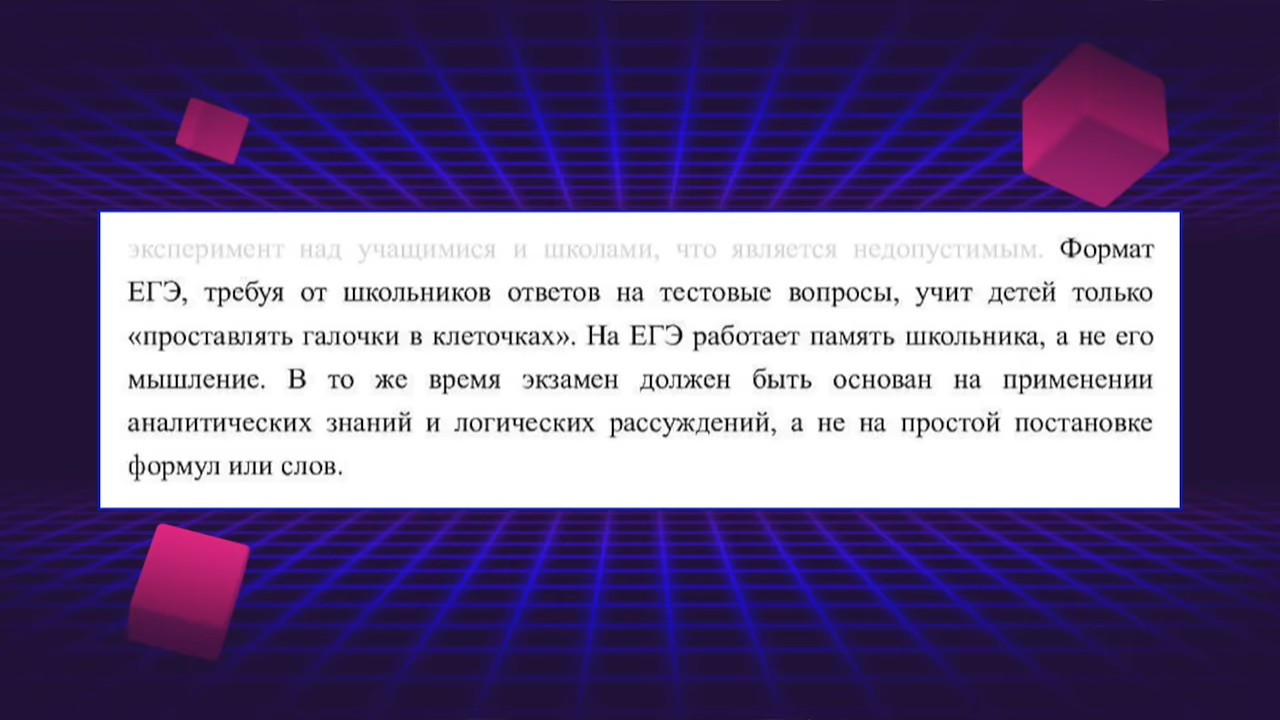 эксперимент над учащимися и школами, что является недопустимым. Формат
ЕГЭ, требуя от школьников ответов на тестовые вопросы, учит детей только
«проставлять галочки в клеточках». На ЕГЭ работает память школьника, а не его
мышление. В то же время экзамен должен быть основан на применении
аналитических знаний и логических рассуждений, а не на простой постановке
формул или слов.